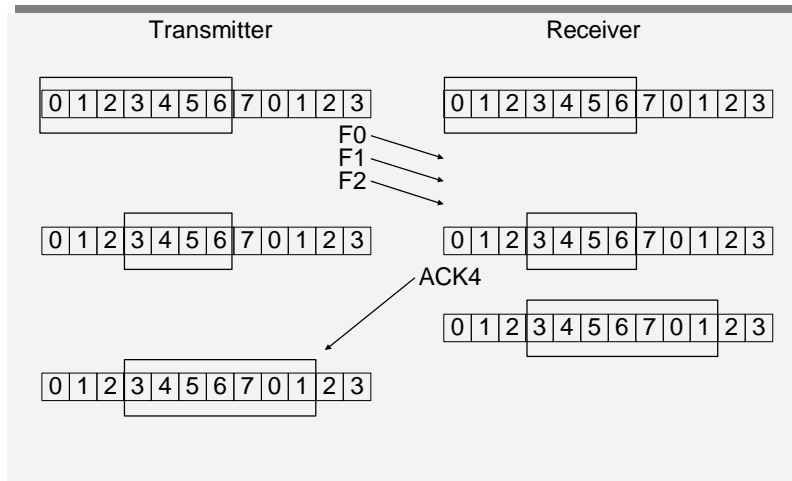 Transmitter Receiver
0 1 2 3 4 5 6 7 0 1 2 3 0 1 2 3 4 5 6 7 0 1 2 3
F0
F1
F2
0 1 2 3 4 5 6 7 0 1 2 3 0 1 2 3 4 5 6 7 0 1 2 3
ACK4
0 1 2 3 4 5 6 7 0 1 2 3
0 1 2 3 4 5 6 7 0 1 2 3